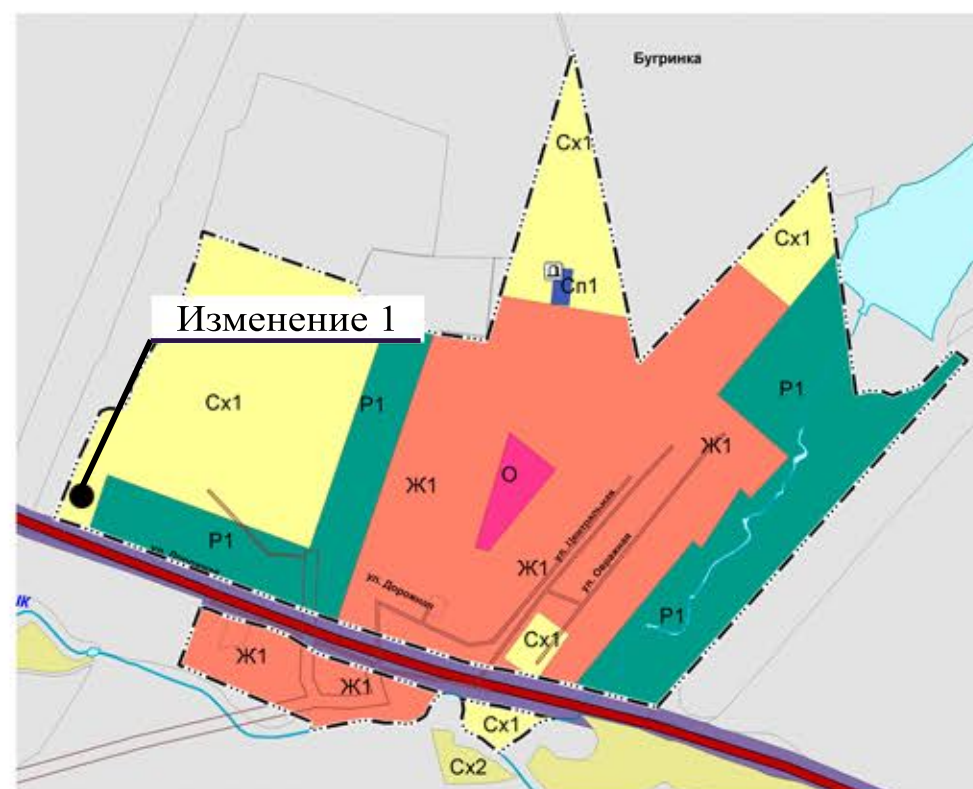 Бугринка
Сх1
Сх1
Сп1
Изменение 1
Сх1
Р1
Р1
Ж1
О
Ж1
ул. Центральная
Р1
Ж1
ул. Овражная
ул. Дорожная
Р1
Сх1
Ж1
Ж1
Сх1
Сх2